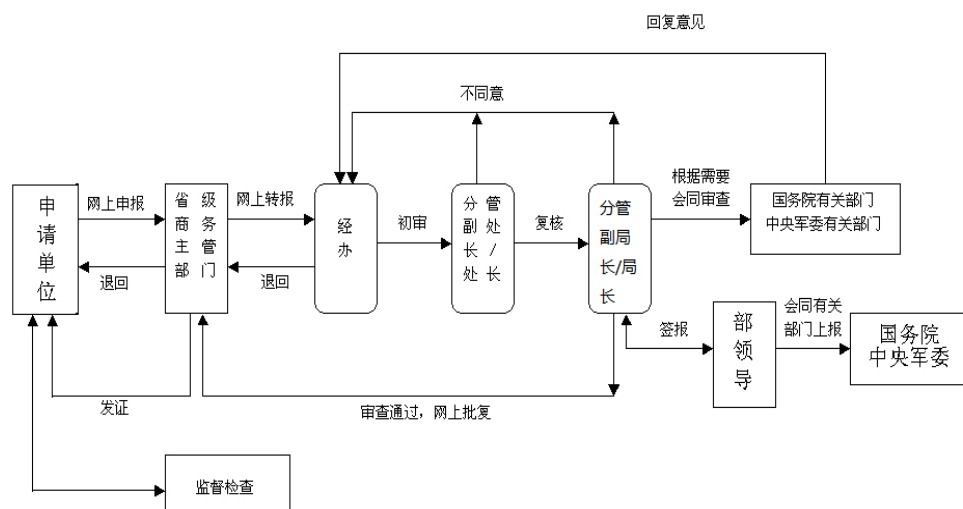 回复意见
不同意
根据需要
会同审查
申请单位
网上申报
退回
省级
商务
主管
部门
网上转报
退回
经办
初审
分管
副处
长/
处长
复核
分管
副局
长/局
长
国务院有关部门
中央军委有关部门
签报
部领导
会同有关
部门上报
国务院
中央军委
发证
审查通过，网上批复
监督检查